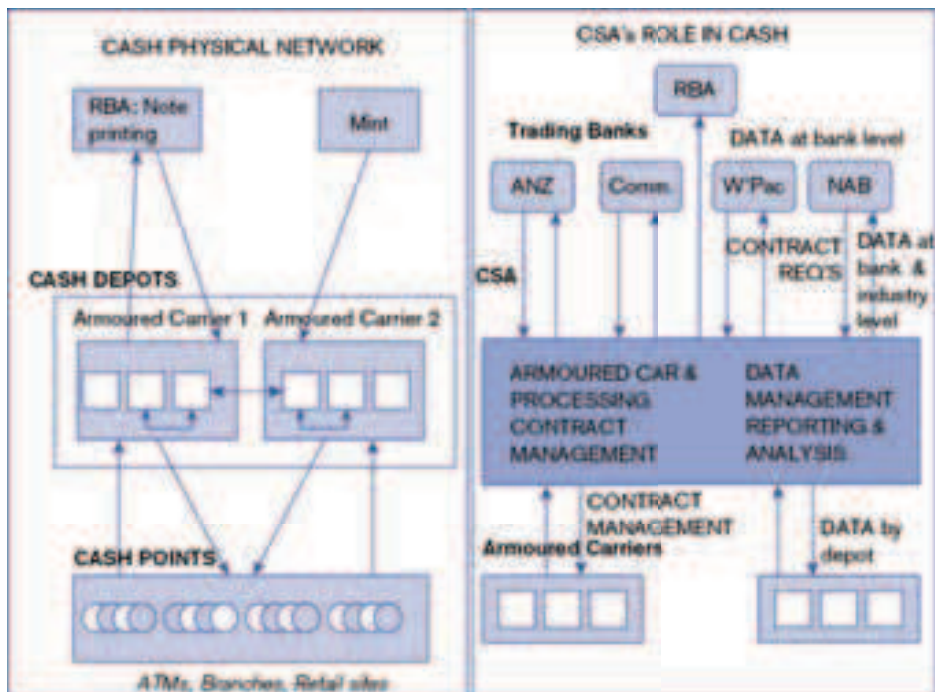 CASH PHYSICAL NETWORK
RBA: Note
printing
Mint
CASH DEPOTS
Armoured Carrier 1
Armoured Carrier 2
CASH POINTS
ATMs, Branches, Retail sites
CSA's ROLE IN CASH
RBA
Trading Banks
DATA at bank level
ANZ
Comm.
W'Pac
NAB
CSA
CONTRACT
REQ'S
DATA at
bank &
industry
level
ARMOURED CAR &
PROCESSING
CONTRACT
MANAGEMENT
DATA
MANAGEMENT
REPORTING &
ANALYSIS
CONTRACT
MANAGEMENT
Armoured Carriers
DATA by
depot